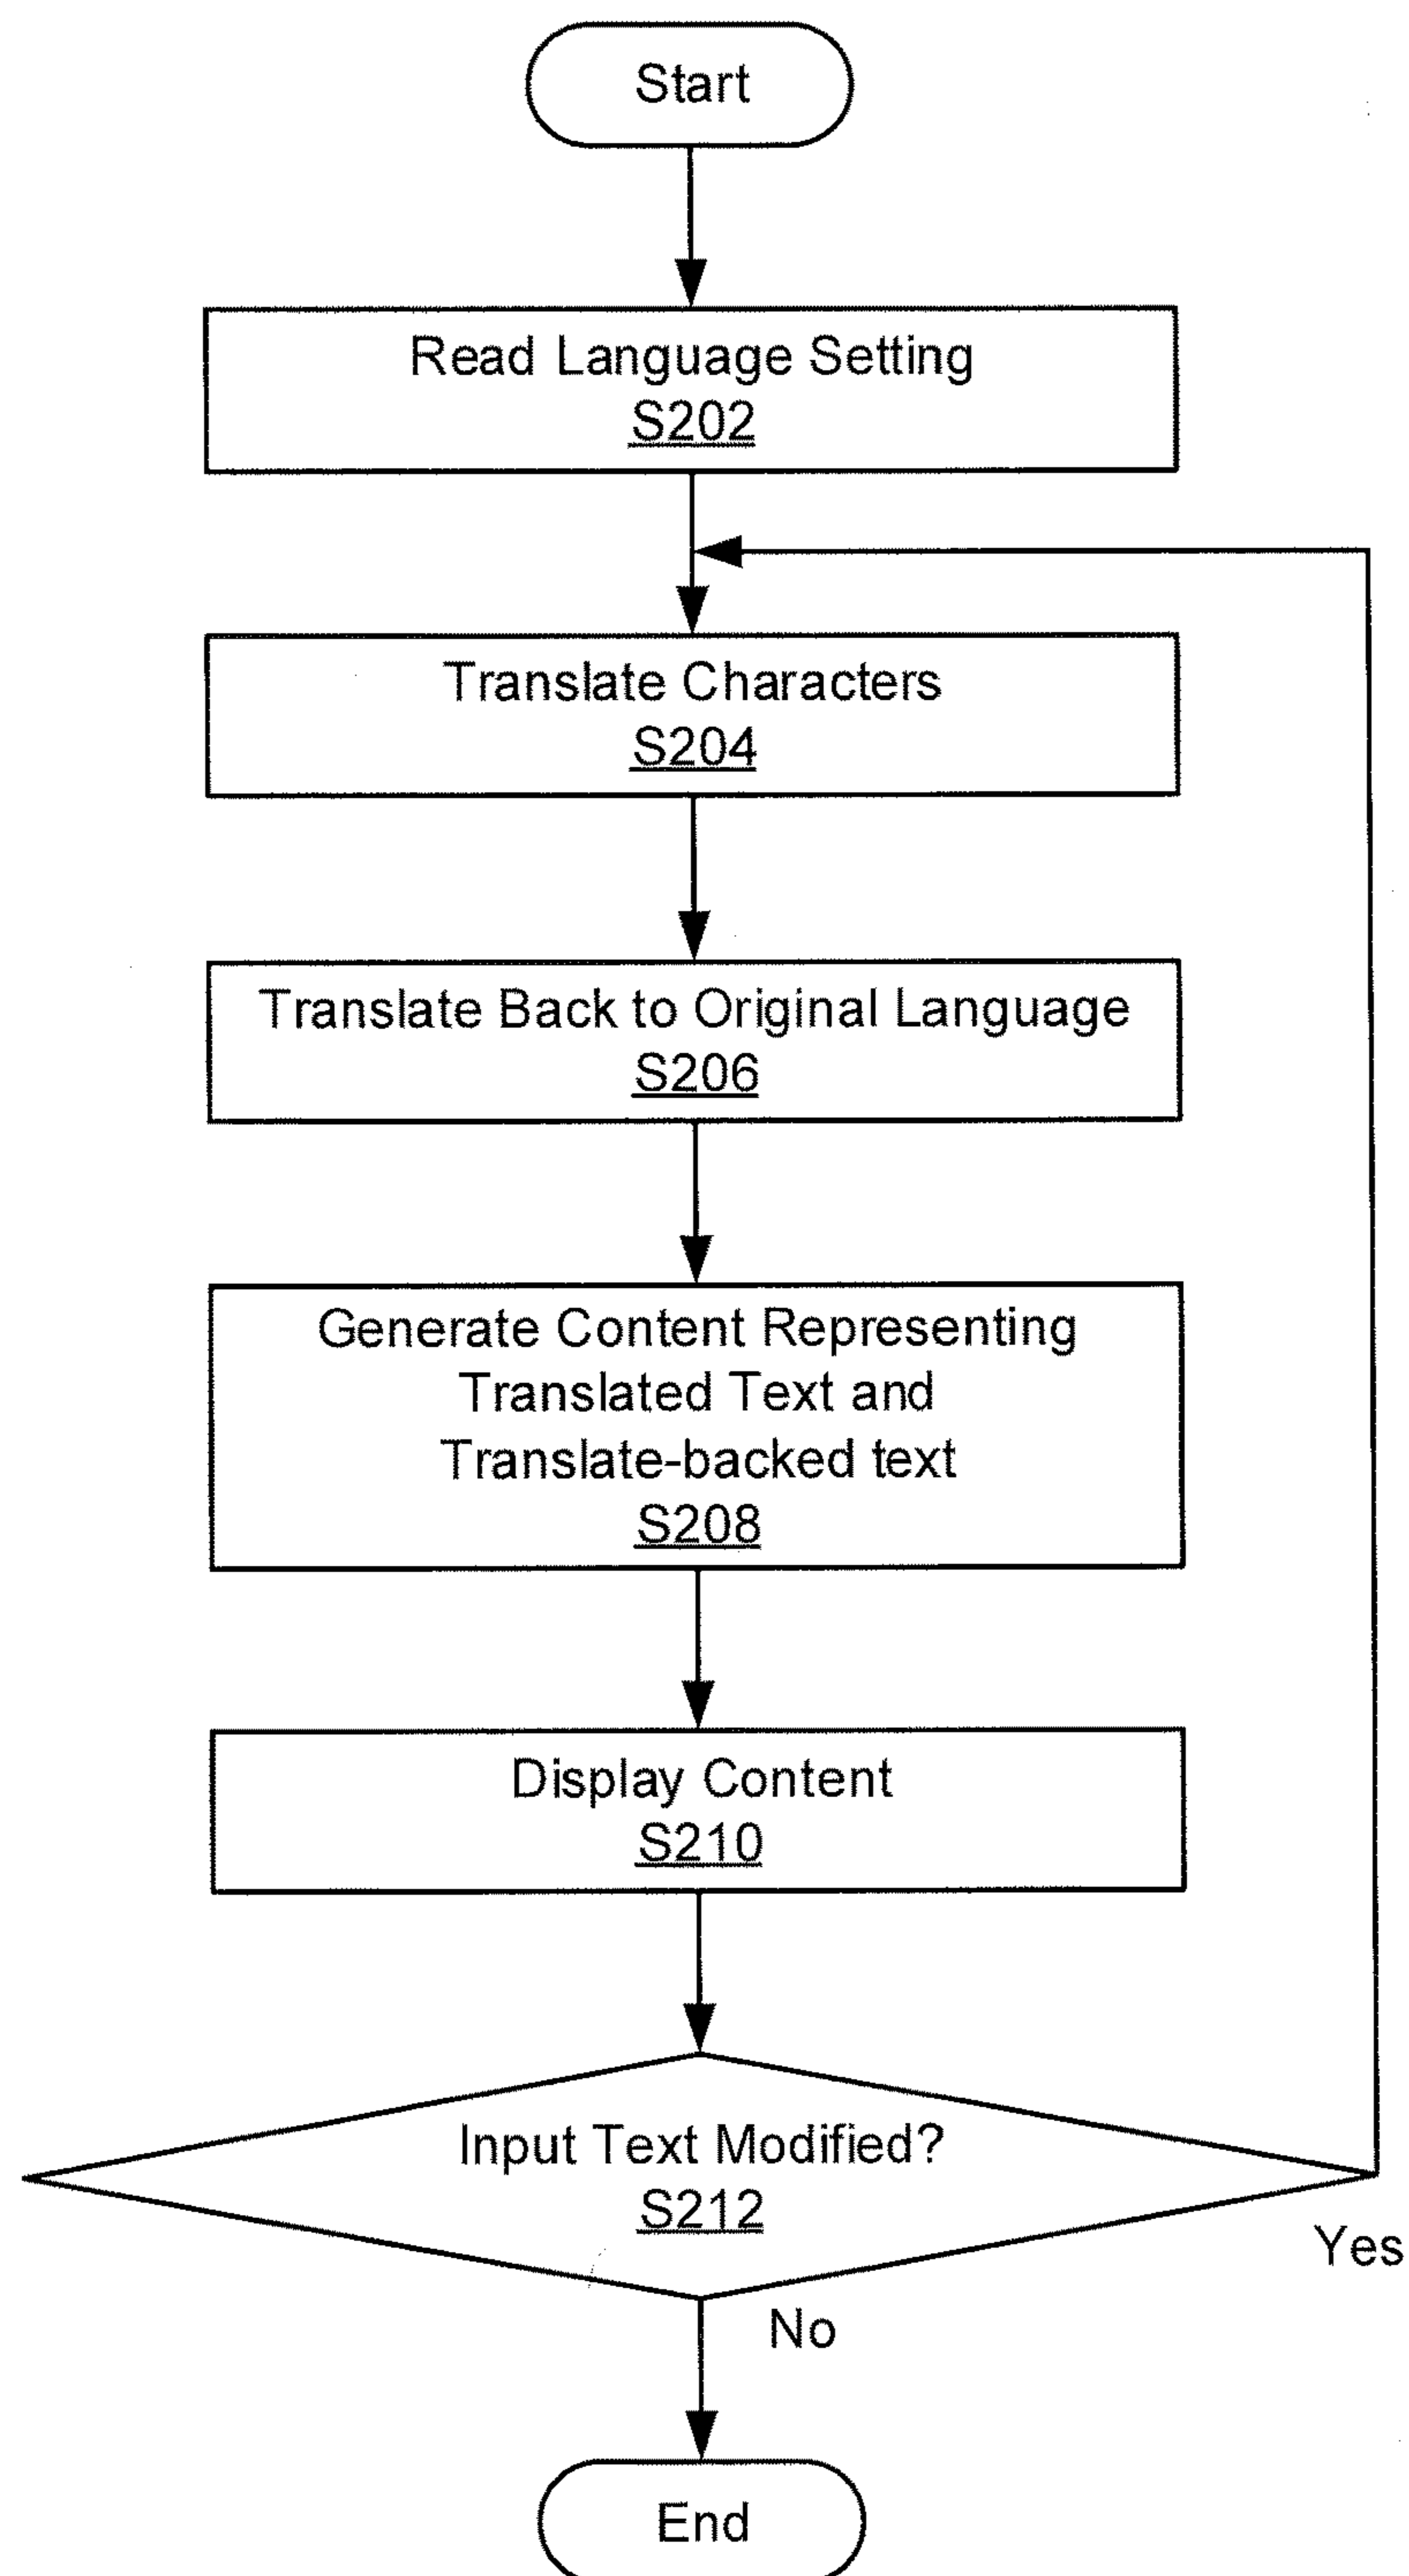 Start
Read Language Setting
S202
Translate Characters
S204
Translate Back to Original Language
S206
Generate Content Representing
Translated Text and
Translate-backed text
S208
Display Content
S210
Input Text Modified?
S212
Yes
No
End